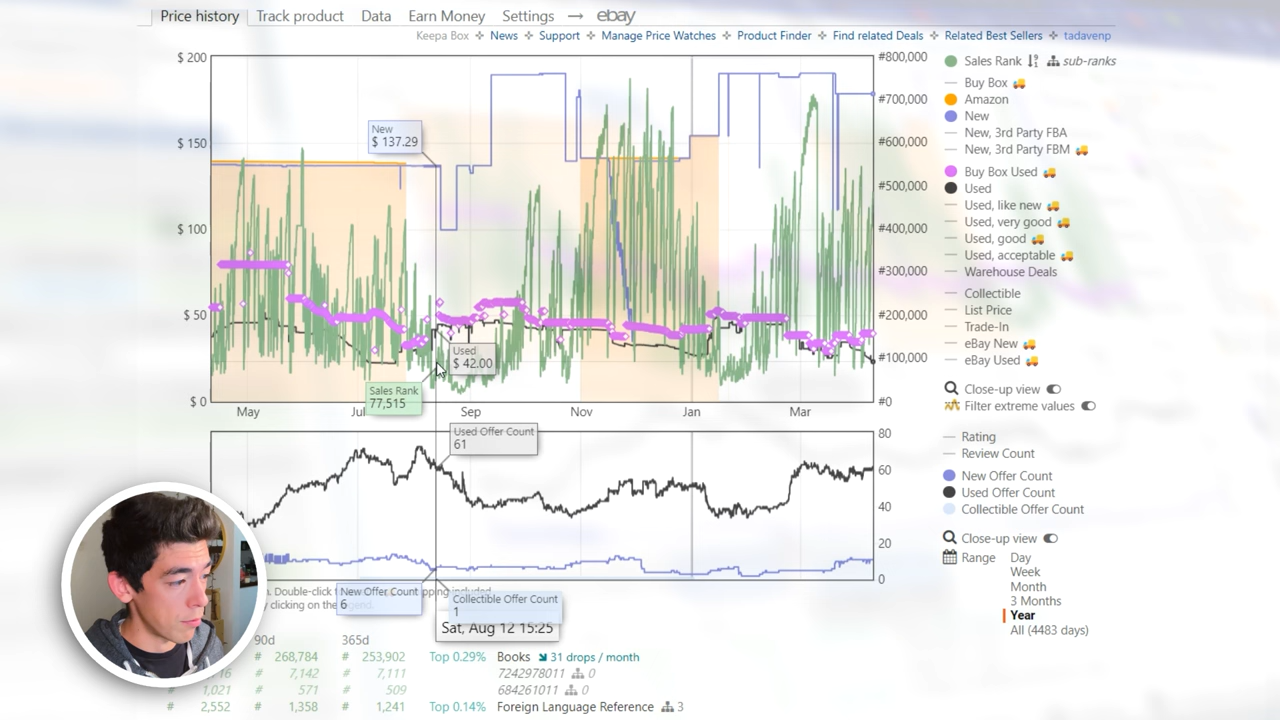 Price history Track product Data Earn Money Settings → ebay
Keepa Box ✧ News ✧ Support ✧ Manage Price Watches ✧ Product Finder ✧ Find related Deals ✧ Related Best Sellers ✧ tadavenp
$ 200
$ 150
$ 100
$ 50
$ 0
#800,000
#700,000
#600,000
#500,000
#400,000
#300,000
#200,000
#100,000
#0
New
$ 137.29
Used
$ 42.00
Sales Rank
77,515
May Jul Sep Nov Jan Mar
Used Offer Count
61
80
60
40
20
0
New Offer Count
6
Collectible Offer Count
1
Sat, Aug 12 15:25
Double-click
included
clicking on the legend.
Sales Rank sub-ranks
Buy Box
Amazon
New
New, 3rd Party FBA
New, 3rd Party FBM
Buy Box Used
Used
Used, like new
Used, very good
Used, good
Used, acceptable
Warehouse Deals
Collectible
List Price
Trade-In
eBay New
eBay Used
Close-up view
Filter extreme values
Rating
Review Count
New Offer Count
Used Offer Count
Collectible Offer Count
Close-up view
Range Day
Week
Month
3 Months
Year
All (4483 days)
90d 365d
# 268,784 # 253,902 Top 0.29% Books 31 drops / month
# 7,142 # 7,111 7242978011 0
# 1,021 # 571 # 509 684261011 0
# 2,552 # 1,358 # 1,241 Top 0.14% Foreign Language Reference 3